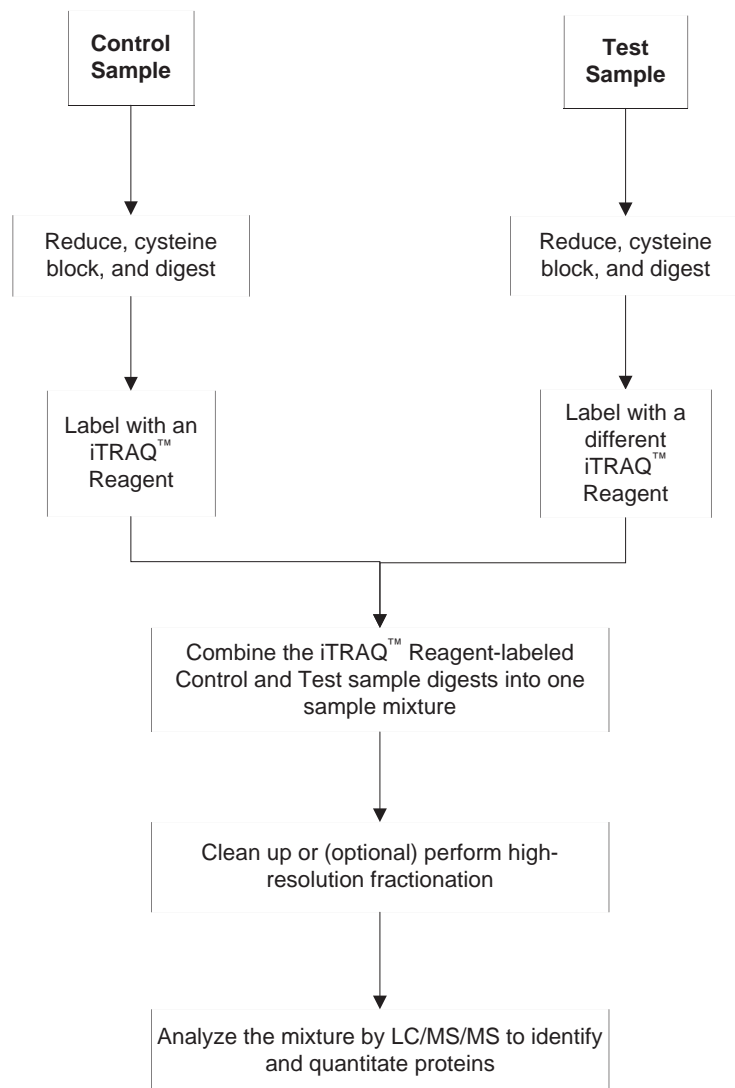 Control
Sample
Test
Sample
Reduce, cysteine
block, and digest
Reduce, cysteine
block, and digest
Label with an
iTRAQ™
Reagent
Label with a
different
iTRAQ™
Reagent
Combine the iTRAQ™ Reagent-labeled
Control and Test sample digests into one
sample mixture
Clean up or (optional) perform high-
resolution fractionation
Analyze the mixture by LC/MS/MS to identify
and quantitate proteins